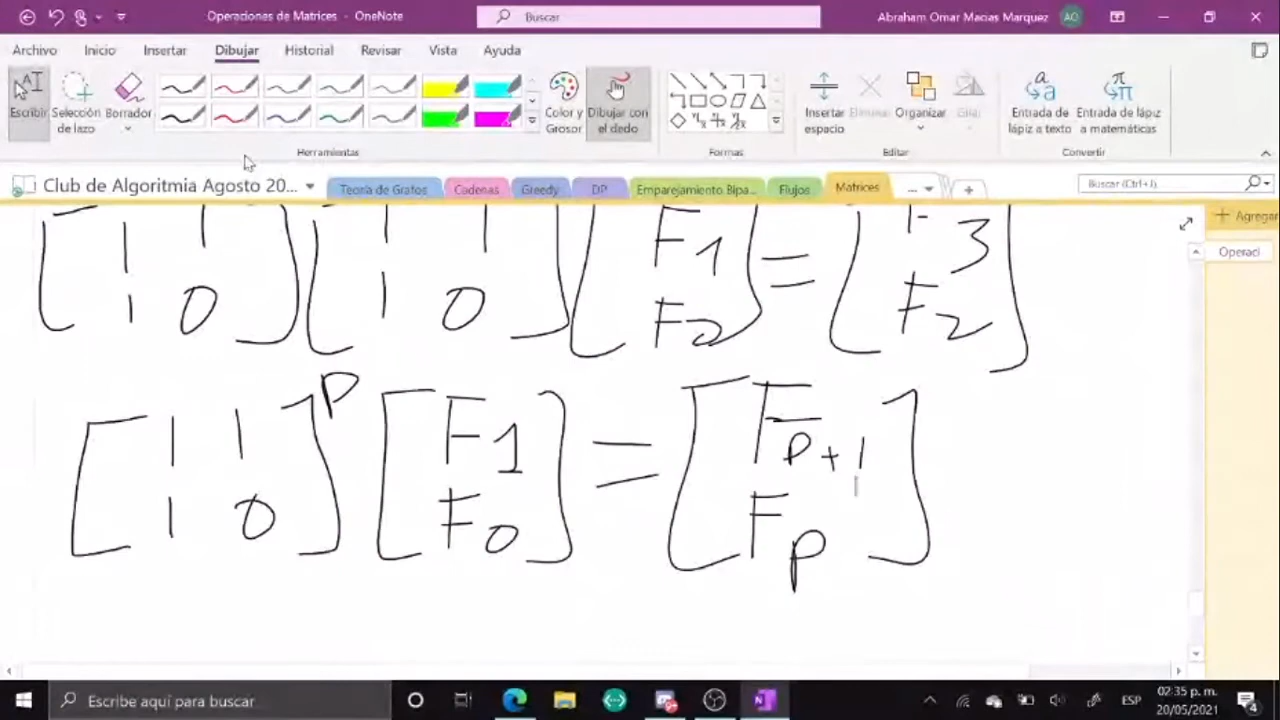 Operaciones de Matrices - OneNote
Buscar
Abraham Omar Macias Marquez
AO
Archivo Inicio Insertar Dibujar Historial Revisar Vista Ayuda
Escribir
Selección de lazo
Borrador
Color y Grosor
Dibujar con el dedo
Insertar espacio
Eliminar
Organizar
Girar
Entrada de lápiz a texto
Entrada de lápiz a matemáticas
Herramientas
Formas
Editar
Convertir
Club de Algoritmia Agosto 20...
Teoría de Grafos
Cadenas
Greedy
DP
Emparejamiento Bipa...
Flujos
Matrices
...
Buscar (Ctrl+J)
Agregar
Operaci
1 1 1 1 F1 = F3
1 0 1 0 F2 F2
1 1 P F1 = Fp+1
1 0 F0 Fp
Escribe aquí para buscar
ESP
02:35 p. m.
20/05/2021
4